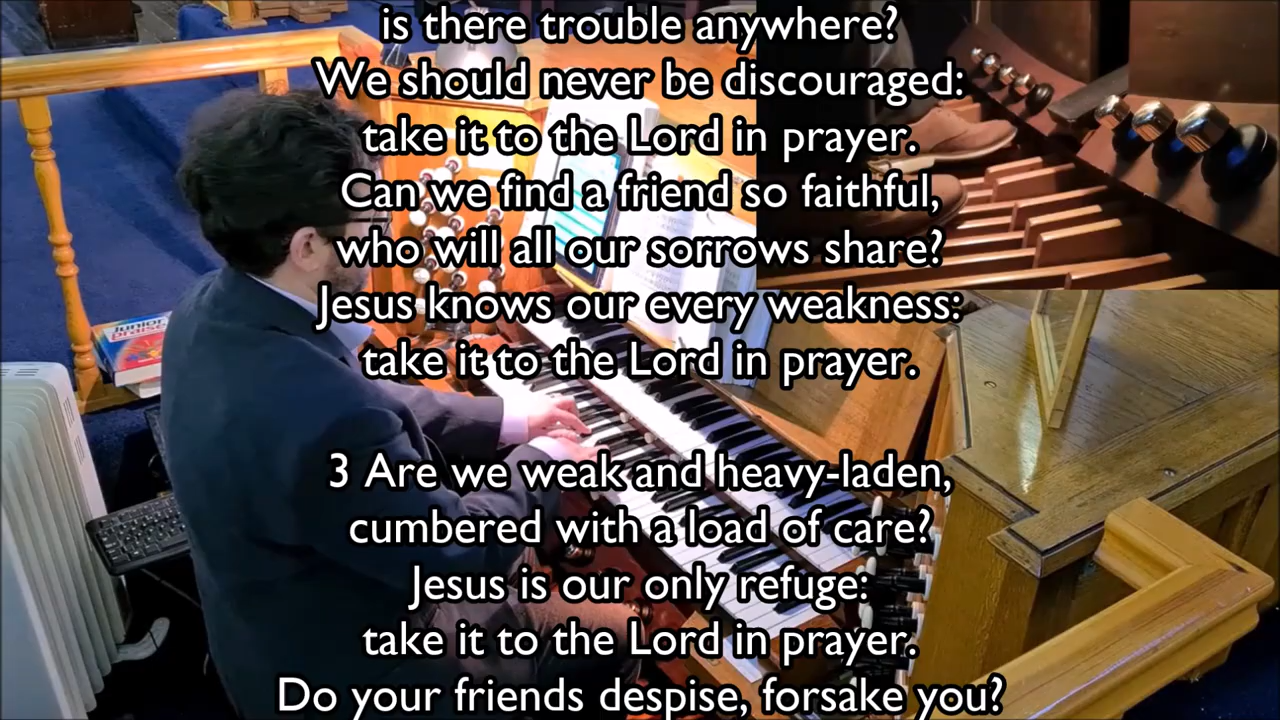 is there trouble anywhere?
We should never be discouraged:
take it to the Lord in prayer.
Can we find a friend so faithful,
who will all our sorrows share?
Jesus knows our every weakness:
take it to the Lord in prayer.
3 Are we weak and heavy-laden,
cumbered with a load of care?
Jesus is our only refuge:
take it to the Lord in prayer.
Do your friends despise, forsake you?
Junior
praise